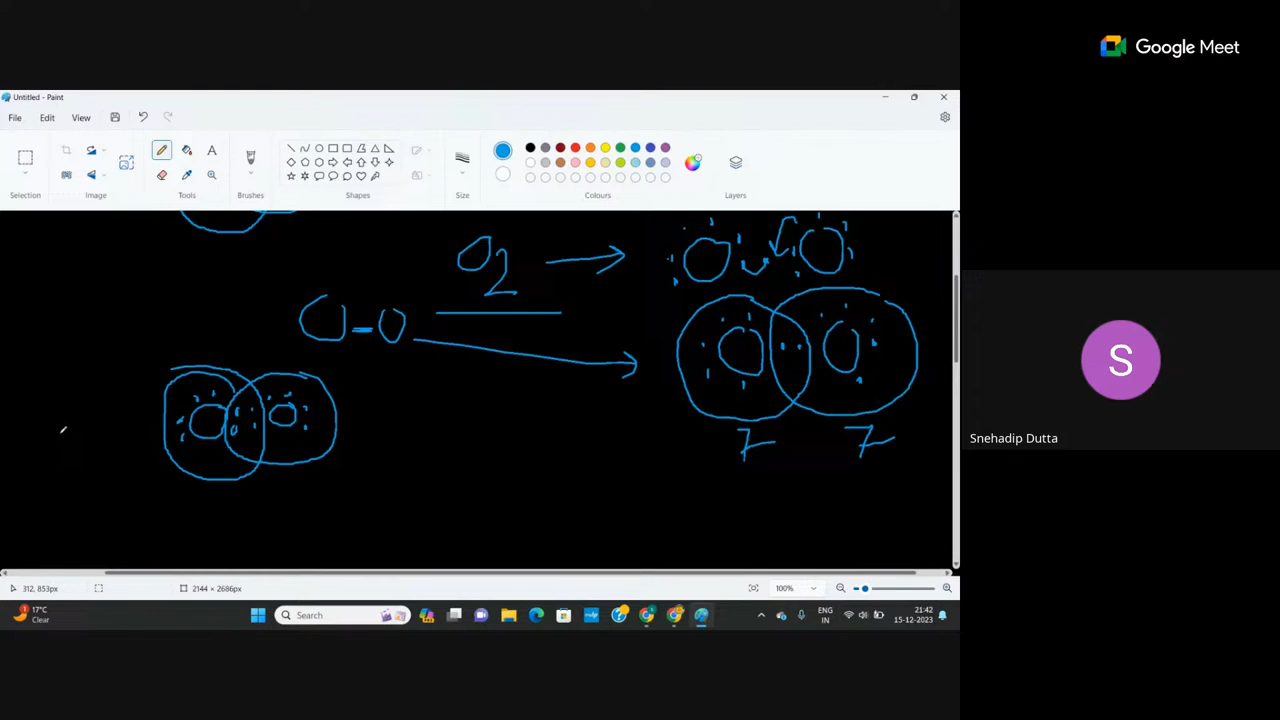 Google Meet
Untitled - Paint
File Edit View
Selection Image Tools Brushes Shapes Size Colours Layers
O2
O O
O=O
O O
O O
7 7
S
Snehadip Dutta
312, 853px
2144 × 2686px
100%
1
17°C
Clear
Search
ENG
IN
21:42
15-12-2023